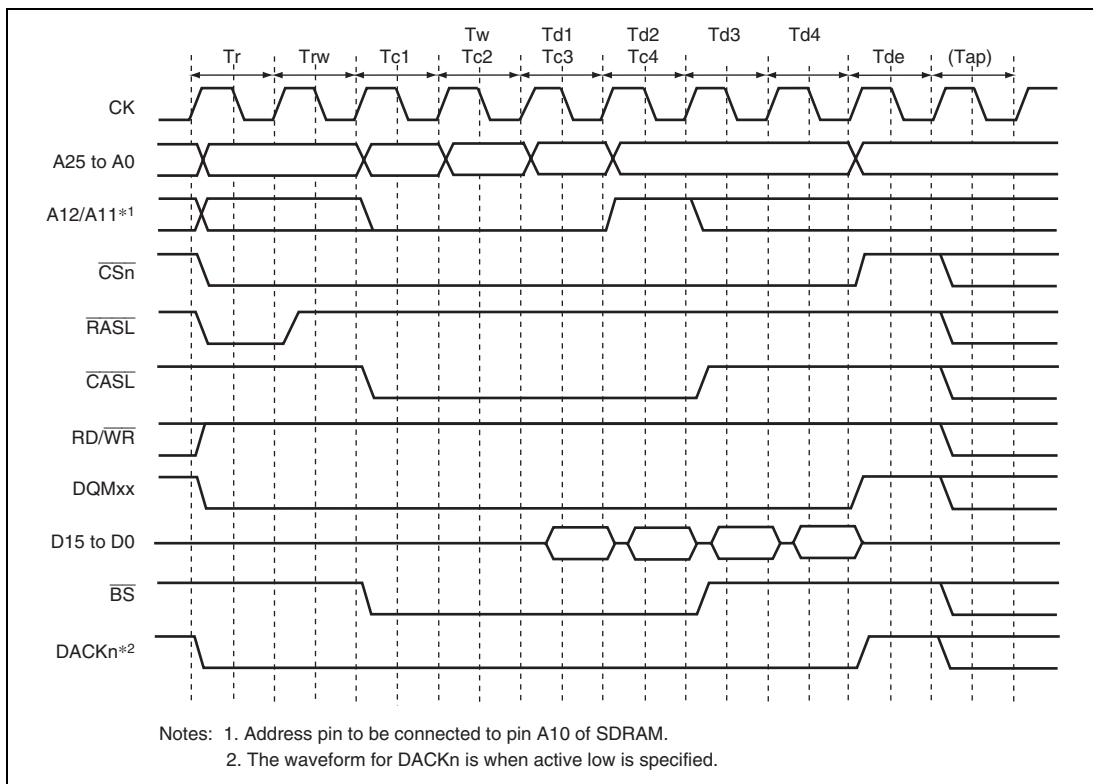 Tw Td1 Td2 Td3 Td4
Tr Trw Tc1 Tc2 Tc3 Tc4 Tde (Tap)
CK
A25 to A0
A12/A11*1
CSn
RASL
CASL
RD/WR
DQMxx
D15 to D0
BS
DACKn*2
Notes: 1. Address pin to be connected to pin A10 of SDRAM.
2. The waveform for DACKn is when active low is specified.